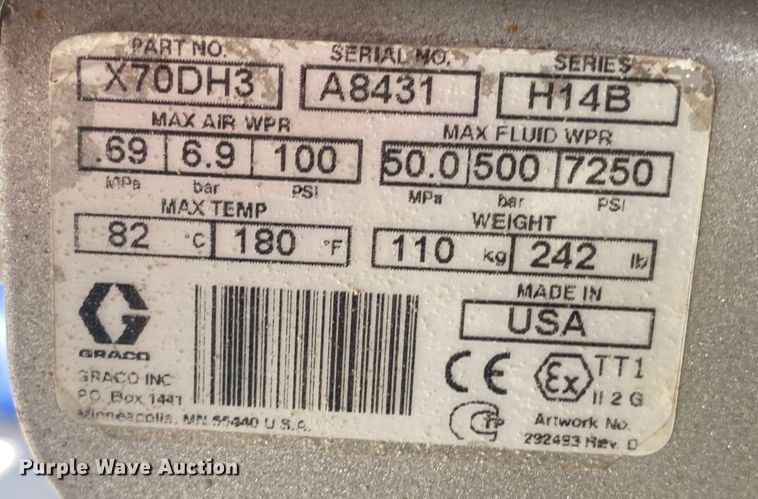 PART NO. SERIAL NO. SERIES
X70DH3 A8431 H14B
MAX AIR WPR MAX FLUID WPR
.69 6.9 100 50.0 500 7250
MPa bar PSI MPa bar PSI
MAX TEMP WEIGHT
82 °C 180 °F 110 kg 242 lb
MADE IN
USA
GRACO
GRACO INC
P.O. Box 1441
Minneapolis, MN 55440 U.S.A.
CE Ex TT1
II 2 G
Artwork No.
292493 Rev. D
Purple Wave Auction